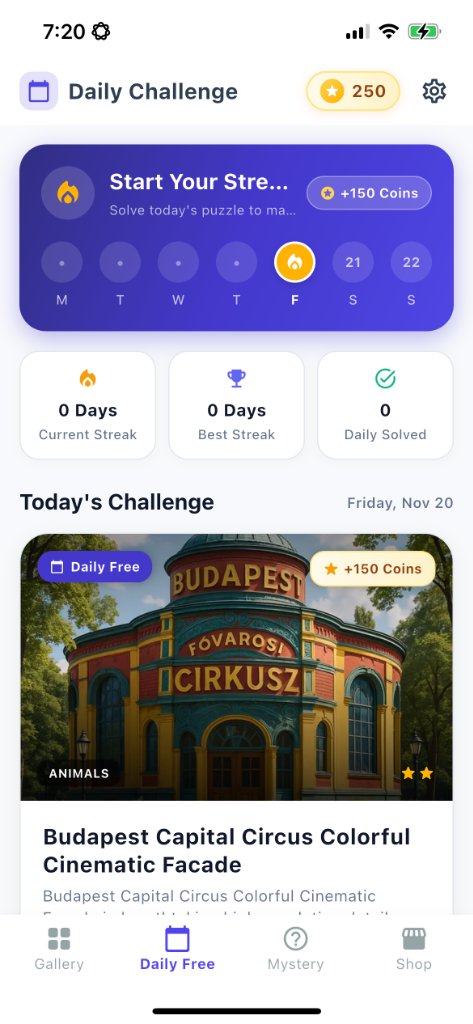 7:20
Daily Challenge
250
Start Your Stre...
Solve today's puzzle to ma...
+150 Coins
21
22
M
T
W
T
F
S
S
0 Days
Current Streak
0 Days
Best Streak
0
Daily Solved
Today's Challenge
Friday, Nov 20
Daily Free
+150 Coins
BUDAPEST
FÓVAROSI
CIRKUSZ
ANIMALS
Budapest Capital Circus Colorful
Cinematic Facade
Budapest Capital Circus Colorful Cinematic
Gallery
Daily Free
Mystery
Shop